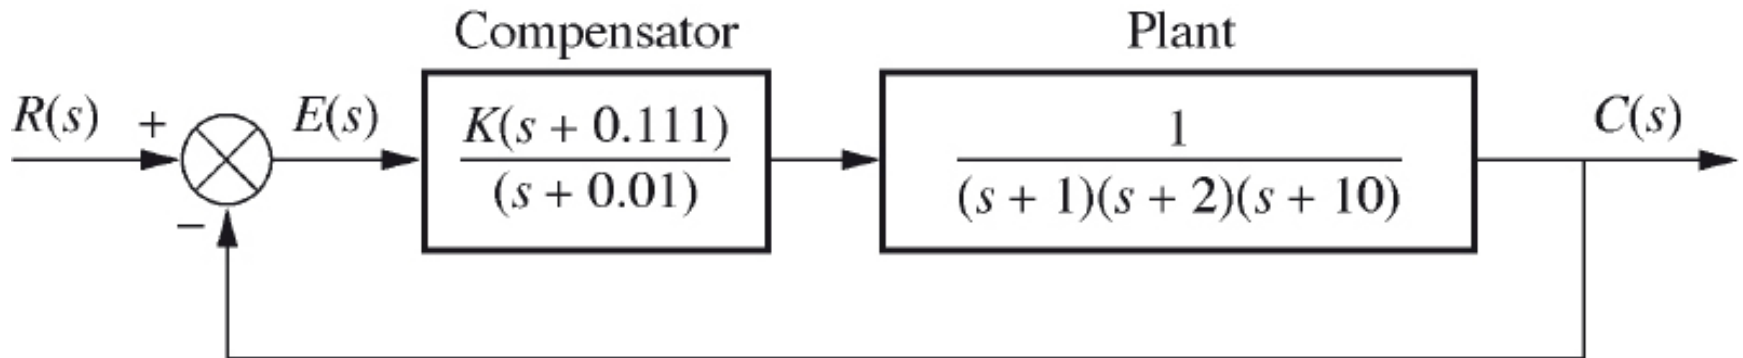 Compensator
Plant
R(s)
+
E(s)
K(s + 0.111)
(s + 0.01)
1
(s + 1)(s + 2)(s + 10)
C(s)
−